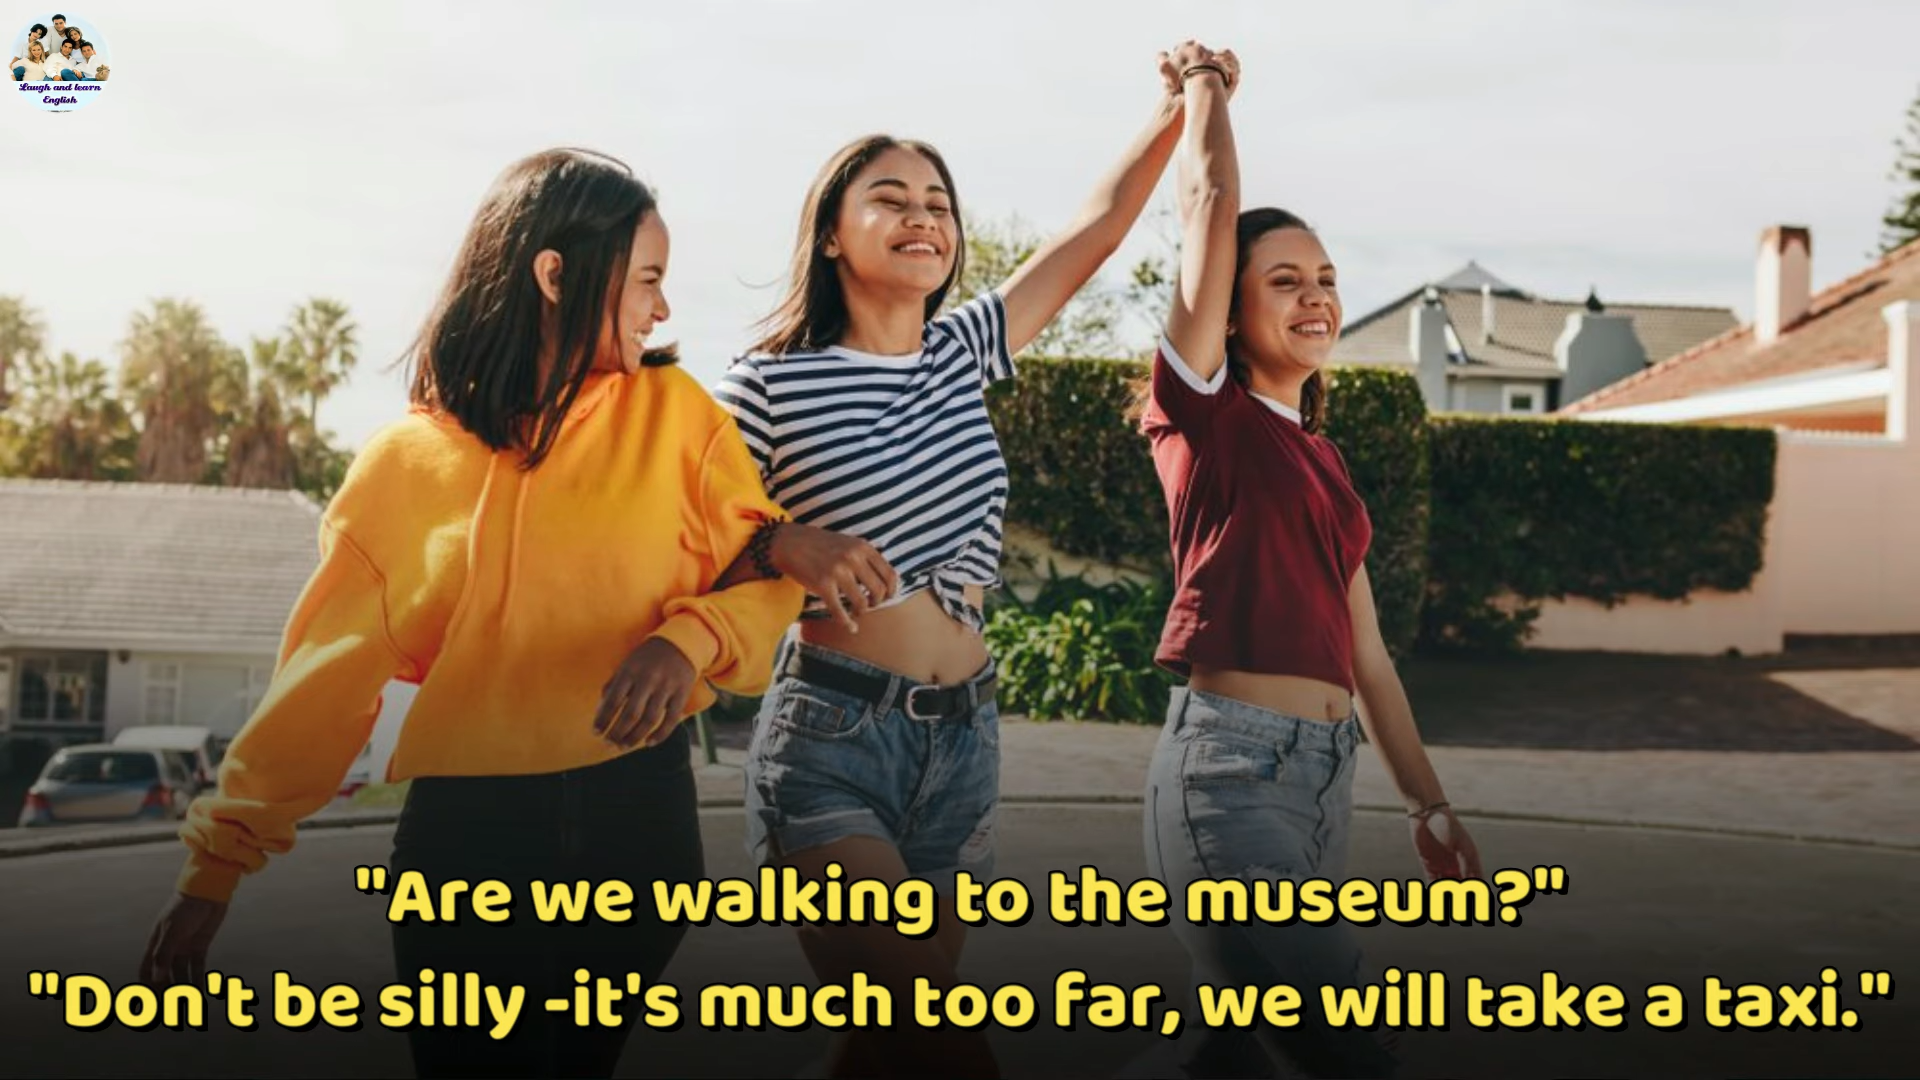 Laugh and learn
English
"Are we walking to the museum?"
"Don't be silly -it's much too far, we will take a taxi."